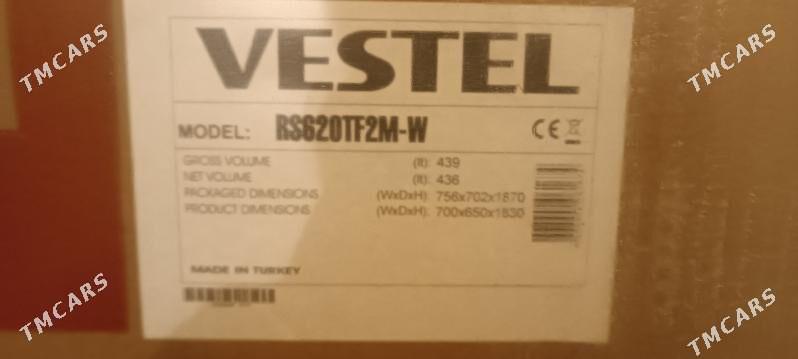 VESTEL
MODEL: RS620TF2M-W
CE
GROSS VOLUME (lt): 439
NET VOLUME (lt): 436
PACKAGED DIMENSIONS (WxDxH): 756x702x1870
PRODUCT DIMENSIONS (WxDxH): 700x650x1830
MADE IN TURKEY
TMCARS
TMCARS
TMCARS
TMCARS